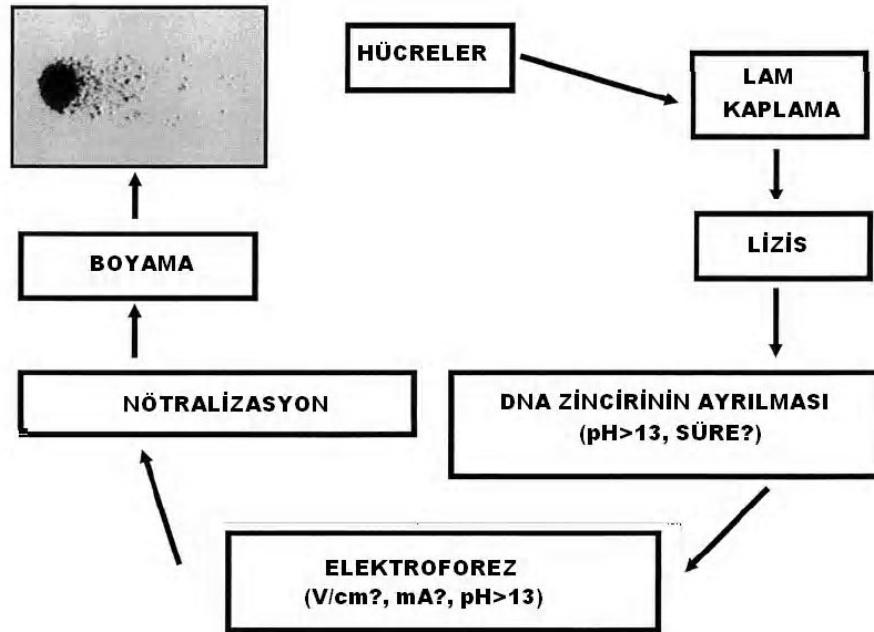 HÜCRELER
LAM
KAPLAMA
LİZİS
DNA ZİNCİRİNİN AYRILMASI
(pH>13, SÜRE?)
ELEKTROFOREZ
(V/cm?, mA?, pH>13)
NÖTRALİZASYON
BOYAMA